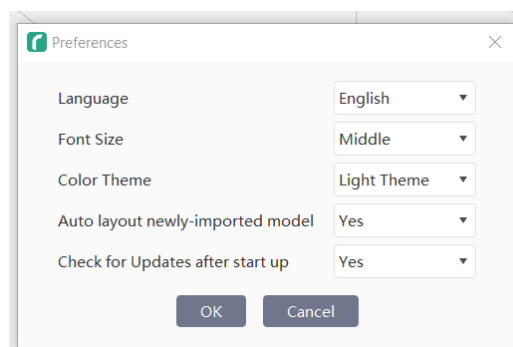 Preferences
Language English
Font Size Middle
Color Theme Light Theme
Auto layout newly-imported model Yes
Check for Updates after start up Yes
OK Cancel